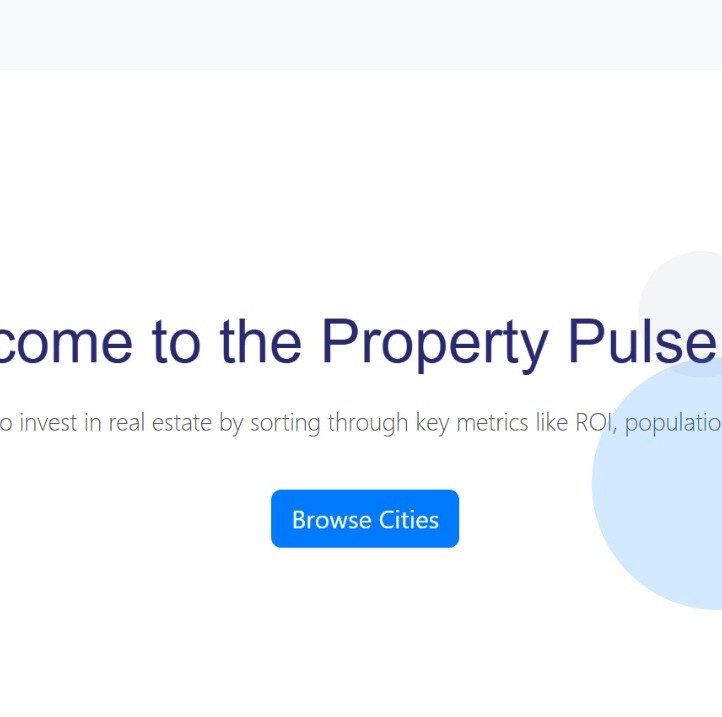 come to the Property Pulse
o invest in real estate by sorting through key metrics like ROI, populatio
Browse Cities